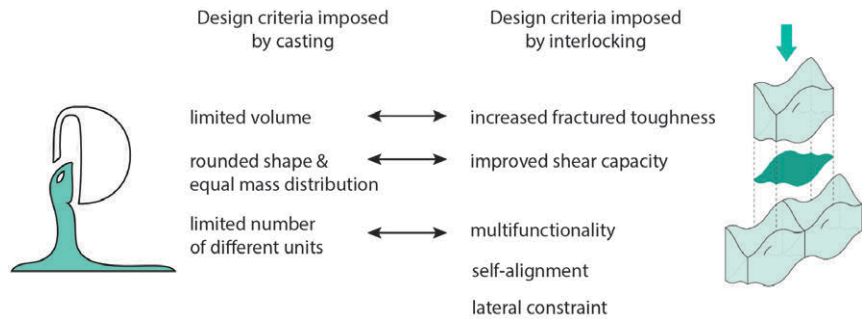 Design criteria imposed
by casting
Design criteria imposed
by interlocking
limited volume
increased fractured toughness
rounded shape &
equal mass distribution
improved shear capacity
limited number
of different units
multifunctionality
self-alignment
lateral constraint